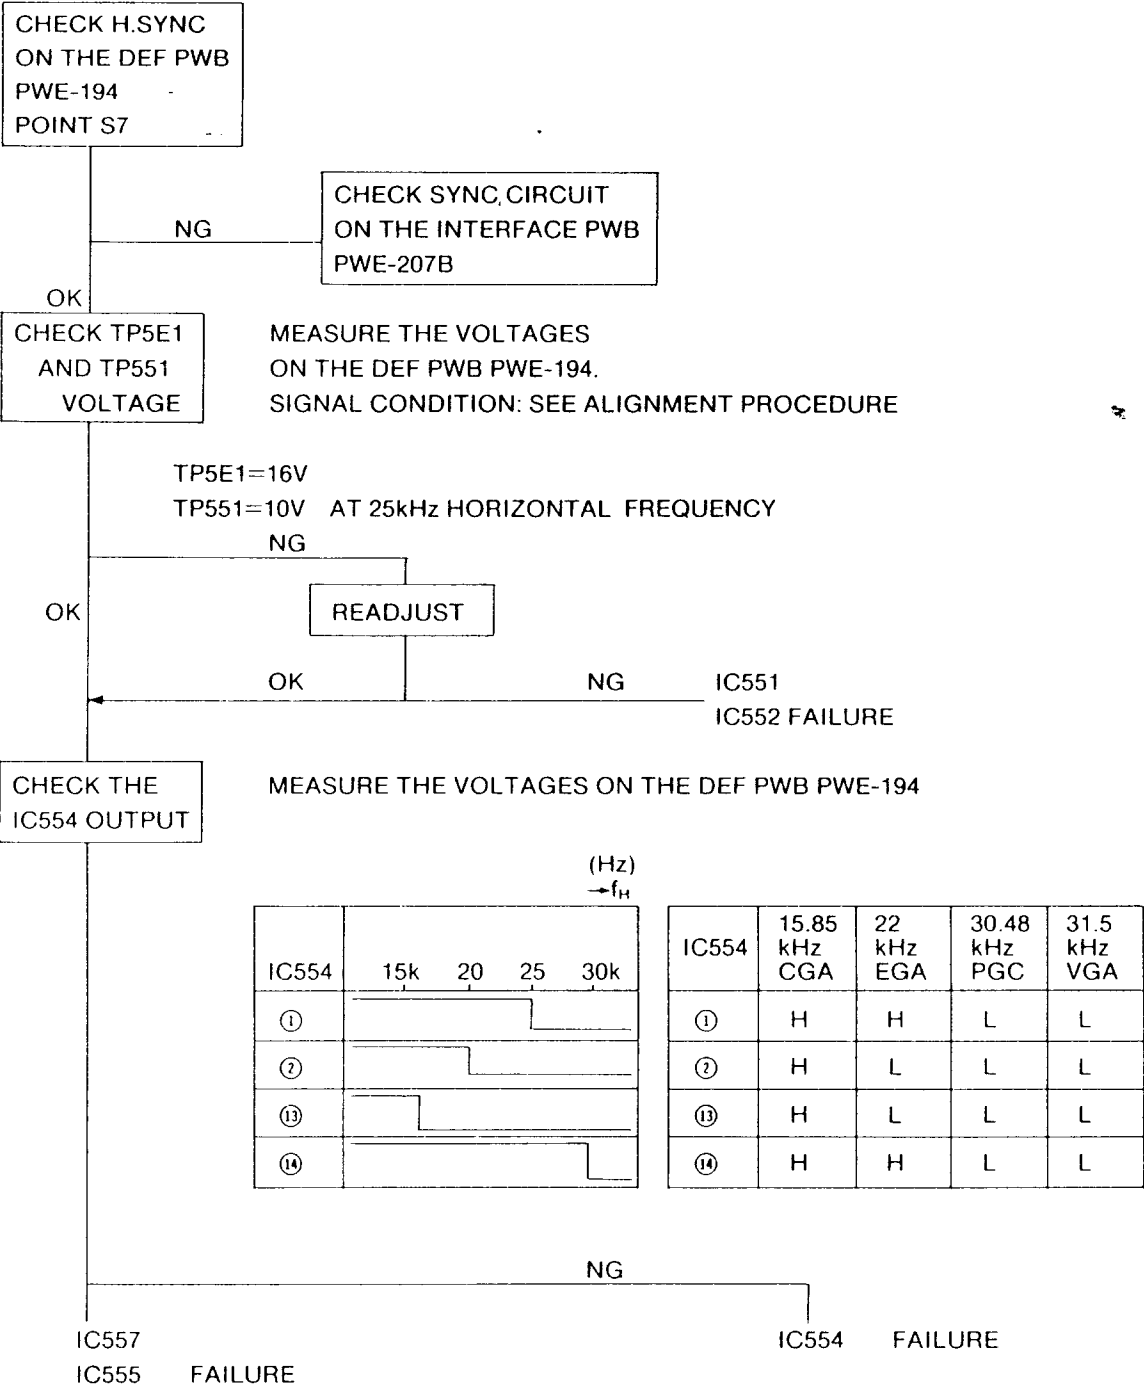 CHECK H.SYNC
ON THE DEF PWB
PWE-194
POINT S7
NG
CHECK SYNC CIRCUIT
ON THE INTERFACE PWB
PWE-207B
OK
CHECK TP5E1
AND TP551
VOLTAGE
MEASURE THE VOLTAGES
ON THE DEF PWB PWE-194.
SIGNAL CONDITION: SEE ALIGNMENT PROCEDURE
TP5E1=16V
TP551=10V AT 25kHz HORIZONTAL FREQUENCY
NG
OK
READJUST
OK
NG
IC551
IC552 FAILURE
CHECK THE
IC554 OUTPUT
MEASURE THE VOLTAGES ON THE DEF PWB PWE-194
(Hz)
→fH
IC554 15k 20 25 30k
①
②
⑬
⑭
IC554 15.85 kHz CGA 22 kHz EGA 30.48 kHz PGC 31.5 kHz VGA
① H H L L
② H L L L
⑬ H L L L
⑭ H H L L
NG
IC557
IC555 FAILURE
IC554 FAILURE